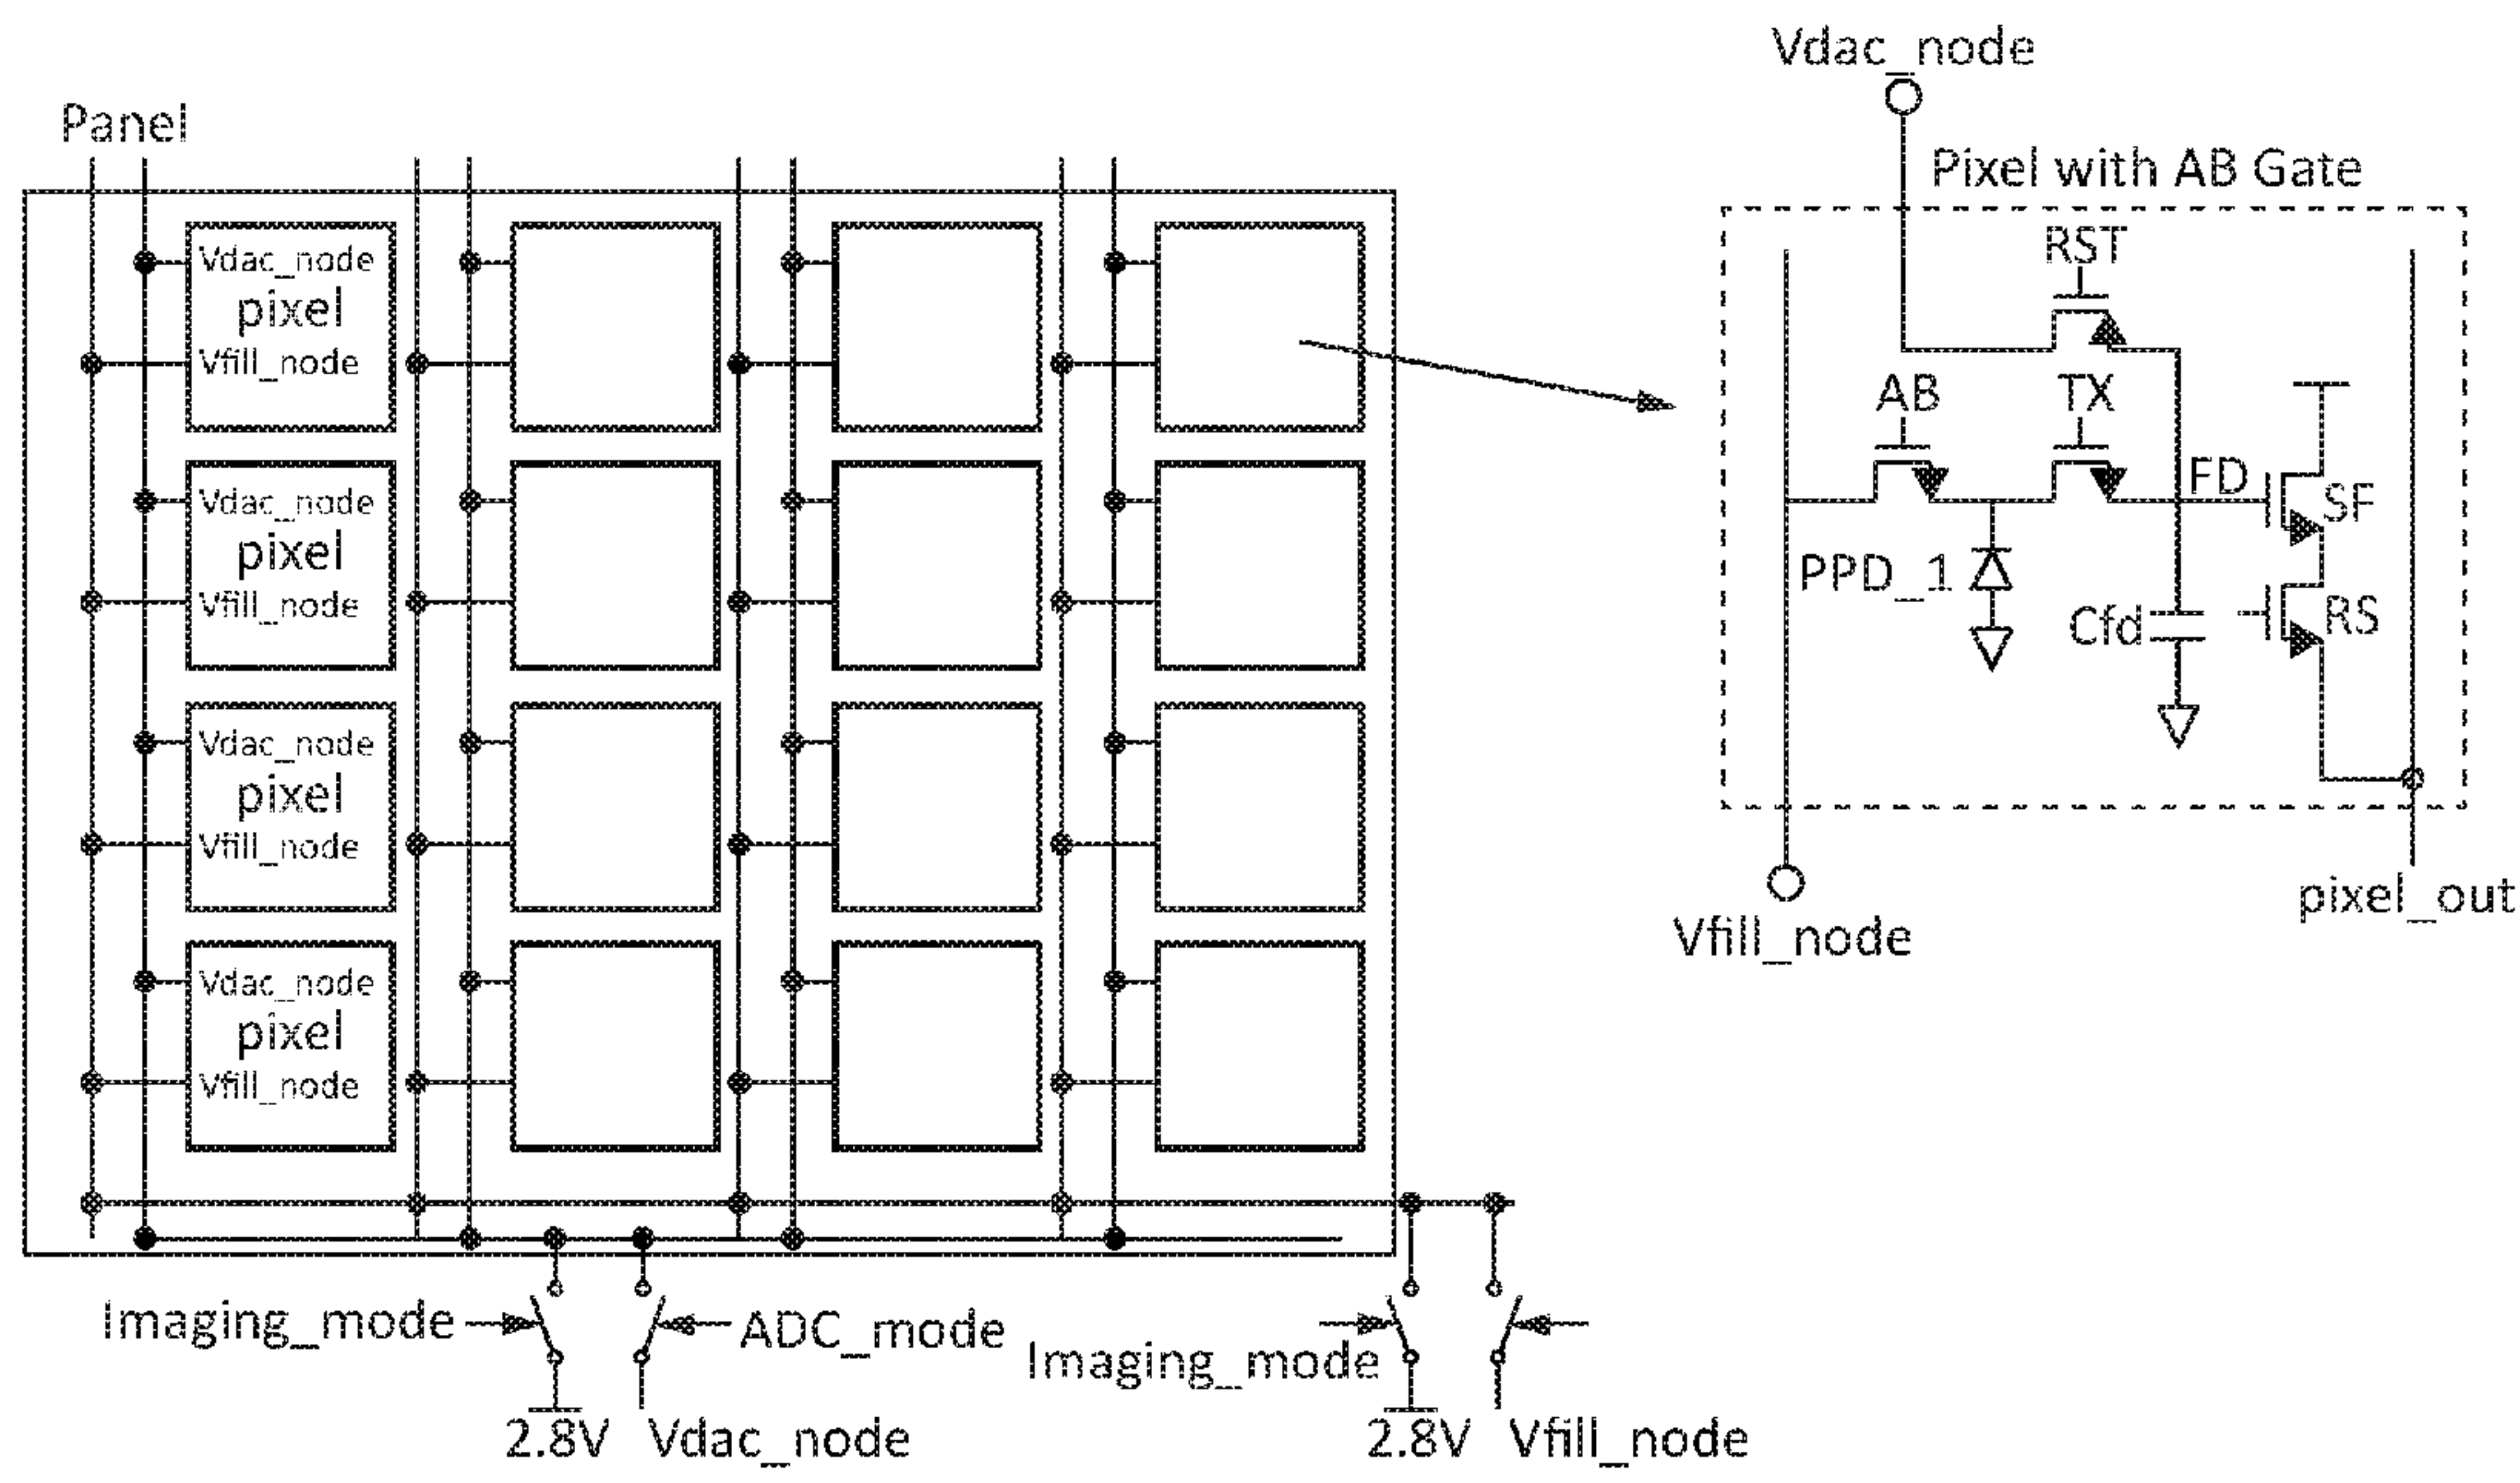 Vdac_node
Panel
Pixel with AB Gate
Vdac_node
pixel
Vfill_node
Vdac_node
pixel
Vfill_node
Vdac_node
pixel
Vfill_node
Vdac_node
pixel
Vfill_node
RST
AB
TX
FD
SF
PPD_1
Cfd
RS
pixel_out
Vfill_node
Imaging_mode
ADC_mode
Imaging_mode
2.8V
Vdac_node
2.8V
Vfill_node